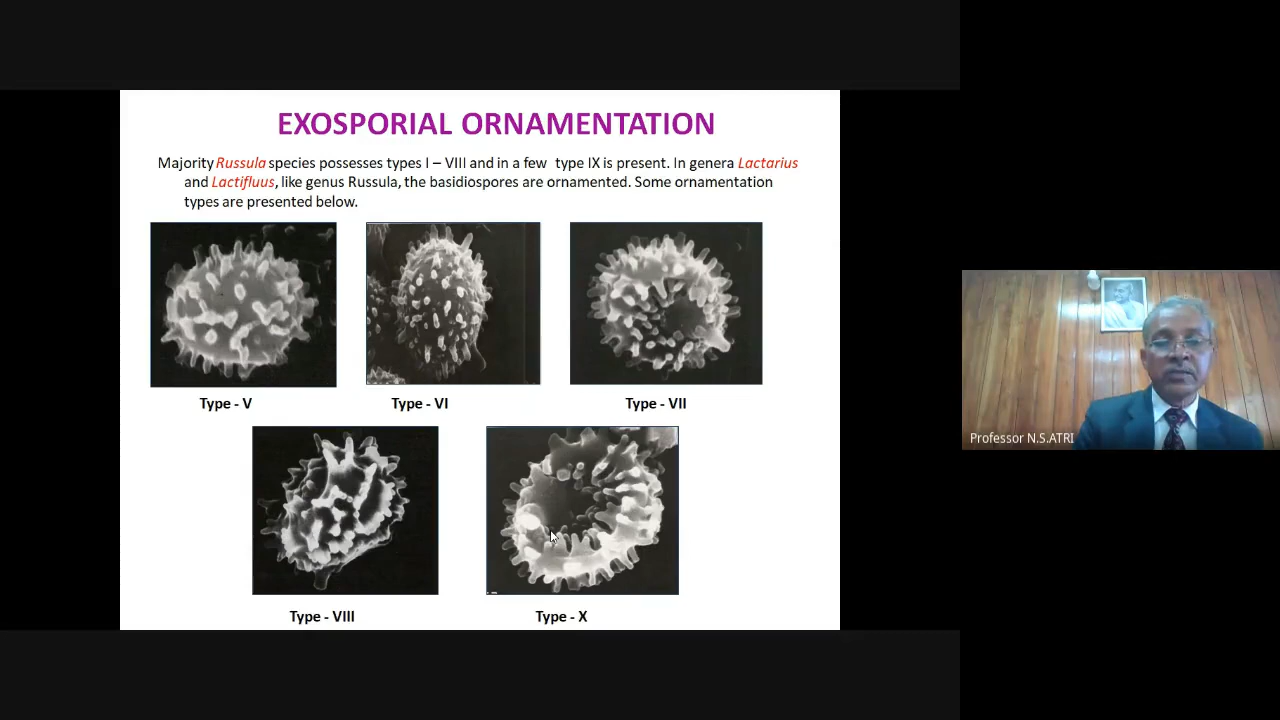 EXOSPORIAL ORNAMENTATION
Majority Russula species possesses types I – VIII and in a few  type IX is present. In genera Lactarius
and Lactifluus, like genus Russula, the basidiospores are ornamented. Some ornamentation
types are presented below.
Type - V
Type - VI
Type - VII
Type - VIII
Type - X
Professor N.S.ATRI